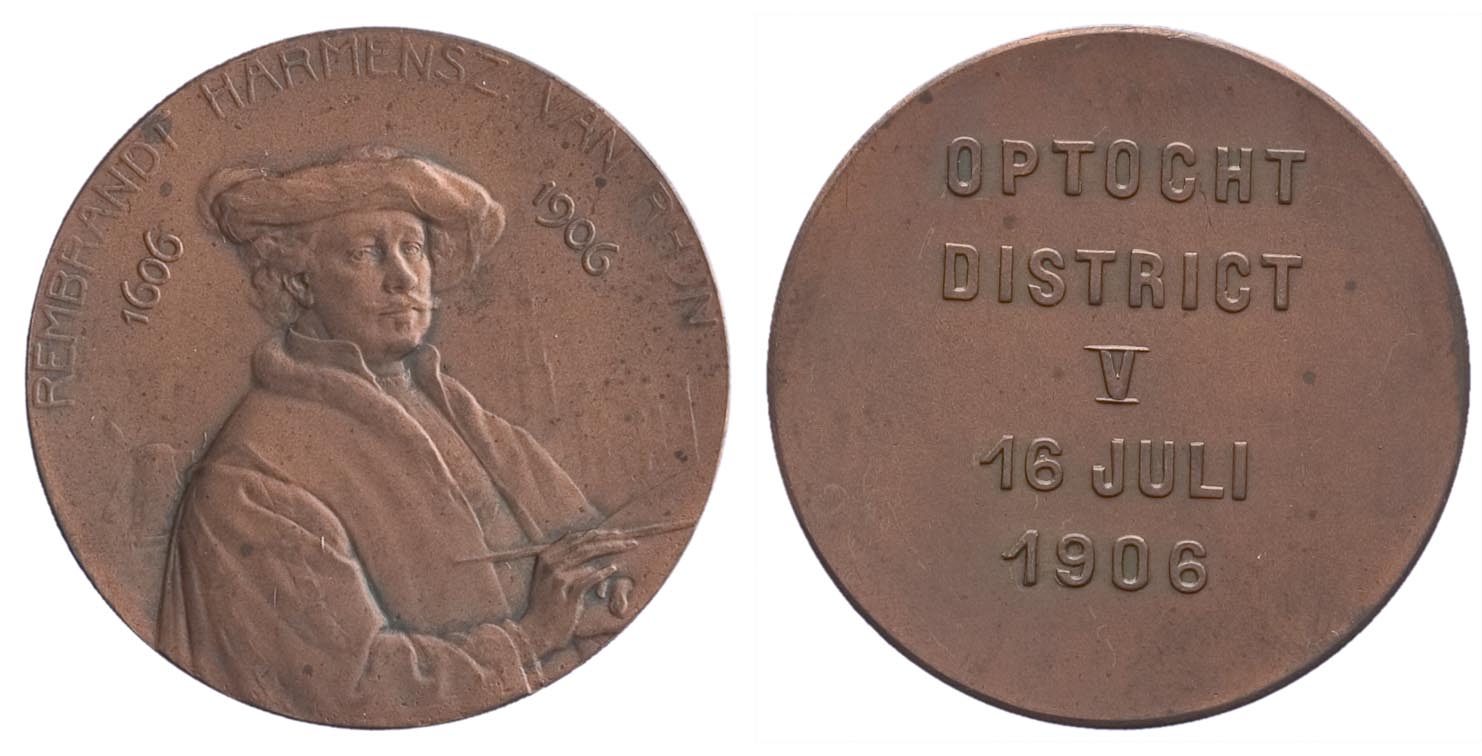 REMBRANDT HARMENSZ VAN RHIJN
1606
1906
OPTOCHT
DISTRICT
V
16 JULI
1906